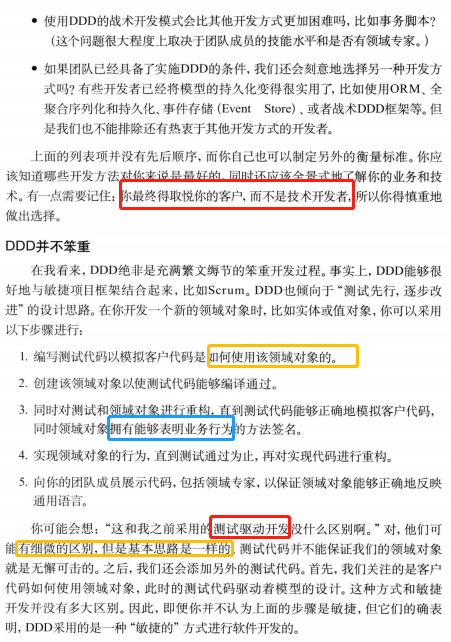 • 使用DDD的战术开发模式会比其他开发方式更加困难吗，比如事务脚本？
（这个问题很大程度上取决于团队成员的技能水平和是否有领域专家。）
• 如果团队已经具备了实施DDD的条件，我们还会刻意地选择另一种开发方
式吗？有些开发者已经将模型的持久化变得很实用了，比如使用ORM、全
聚合序列化和持久化、事件存储（Event Store）、或者战术DDD框架等。但
是我们也不能排除还有热衷于其他开发方式的开发者。
上面的列表项并没有先后顺序，而你自己也可以制定另外的衡量标准。你应
该知道哪些开发方法对你来说是最好的，同时还应该全景式地了解你的业务和技
术。有一点需要记住：你最终得取悦你的客户，而不是技术开发者，所以你得慎重地
做出选择。
DDD并不笨重
在我看来，DDD绝非是充满繁文缛节的笨重开发过程。事实上，DDD能够很
好地与敏捷项目框架结合起来，比如Scrum。DDD也倾向于“测试先行，逐步改
进”的设计思路。在你开发一个新的领域对象时，比如实体或值对象，你可以采用
以下步骤进行：
1. 编写测试代码以模拟客户代码是如何使用该领域对象的。
2. 创建该领域对象以使测试代码能够编译通过。
3. 同时对测试和领域对象进行重构，直到测试代码能够正确地模拟客户代码，
同时领域对象拥有能够表明业务行为的方法签名。
4. 实现领域对象的行为，直到测试通过为止，再对实现代码进行重构。
5. 向你的团队成员展示代码，包括领域专家，以保证领域对象能够正确地反映
通用语言。
你可能会想：“这和我之前采用的测试驱动开发没什么区别啊。”对，他们可
能有细微的区别，但是基本思路是一样的，测试代码并不能保证我们的领域对象
就是无懈可击的。之后，我们还会添加另外的测试代码。首先，我们关注的是客户
代码如何使用领域对象，此时的测试代码驱动着模型的设计。这种方式和敏捷
开发并没有多大区别。因此，即便你并不认为上面的步骤是敏捷，但它们的确表
明，DDD采用的是一种“敏捷的”方式进行软件开发的。